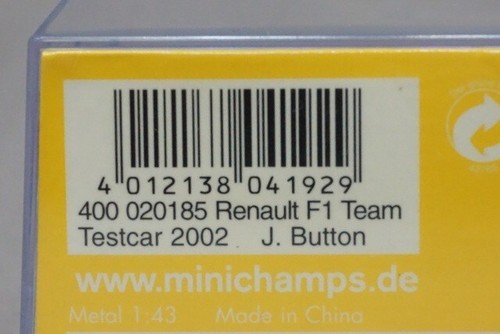 4 012138 041929
400 020185 Renault F1 Team
Testcar 2002 J. Button
www.minichamps.de
Metal 1:43 Made in China